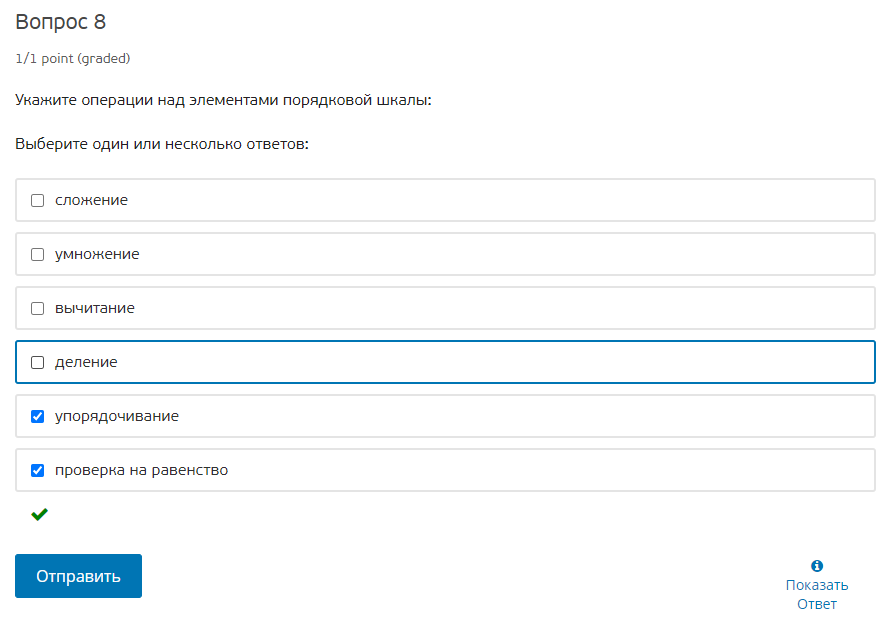 Вопрос 8
1/1 point (graded)
Укажите операции над элементами порядковой шкалы:
Выберите один или несколько ответов:
сложение
умножение
вычитание
деление
упорядочивание
проверка на равенство
Отправить
Показать
Ответ